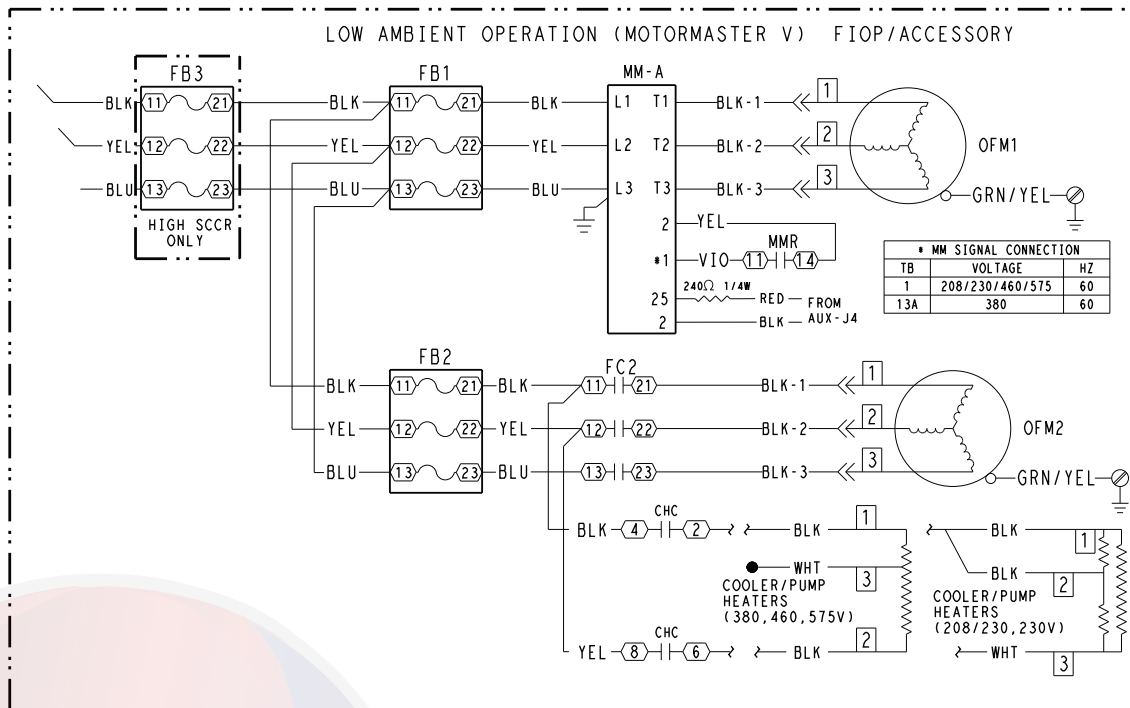 LOW AMBIENT OPERATION (MOTORMASTER V) FIOP/ACCESSORY
FB3 FB1 MM-A
BLK 11 21 BLK 11 21 BLK L1 T1 BLK-1 1
YEL 12 22 YEL 12 22 YEL L2 T2 BLK-2 2 OFM1
BLU 13 23 BLU 13 23 BLU L3 T3 BLK-3 3 GRN/YEL
HIGH SCCR
ONLY
2 YEL
MMR
*1 VIO 11 14
240Ω 1/4W
25 RED FROM
2 BLK AUX-J4
* MM SIGNAL CONNECTION
TB VOLTAGE HZ
1 208/230/460/575 60
13A 380 60
FB2 FC2
BLK 11 21 BLK 11 21 BLK-1 1
YEL 12 22 YEL 12 22 BLK-2 2 OFM2
BLU 13 23 BLU 13 23 BLK-3 3 GRN/YEL
CHC
BLK 4 2 BLK 1 BLK 1
WHT 3 BLK 2
COOLER/PUMP
HEATERS
(380,460,575V)
COOLER/PUMP
HEATERS
(208/230,230V)
CHC
YEL 8 6 BLK 2 WHT 3